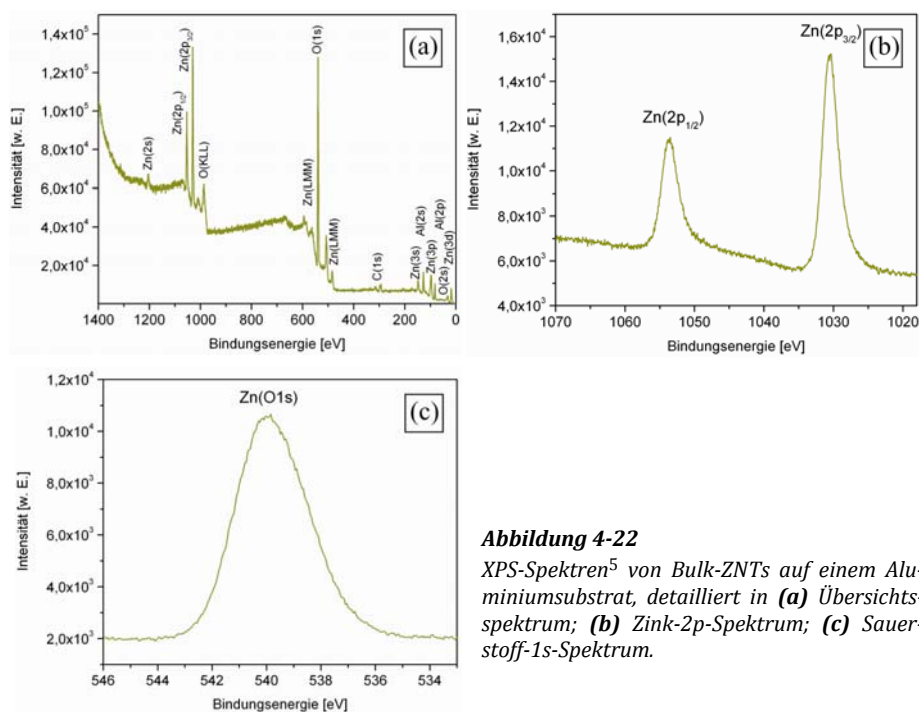 (a)
1,4x10⁵
1,2x10⁵
1,0x10⁵
8,0x10⁴
6,0x10⁴
4,0x10⁴
2,0x10⁴
Intensität [w. E.]
Zn(2s)
Zn(2p1/2)
Zn(2p3/2)
O(KLL)
Zn(LMM)
O(1s)
Zn(LMM)
C(1s)
Zn(3s)
Al(2s)
Zn(3p)
Al(2p)
O(2s)
Zn(3d)
1400 1200 1000 800 600 400 200 0
Bindungsenergie [eV]
(b)
1,6x10⁴
1,4x10⁴
1,2x10⁴
1,0x10⁴
8,0x10³
6,0x10³
4,0x10³
Intensität [w. E.]
Zn(2p1/2)
Zn(2p3/2)
1070 1060 1050 1040 1030 1020
Bindungsenergie [eV]
(c)
1,2x10⁴
1,0x10⁴
8,0x10³
6,0x10³
4,0x10³
2,0x10³
Intensität [w. E.]
Zn(O1s)
546 544 542 540 538 536 534
Bindungsenergie [eV]
Abbildung 4-22
XPS-Spektren⁵ von Bulk-ZNTs auf einem Alu-
miniumsubstrat, detailliert in (a) Übersichts-
spektrum; (b) Zink-2p-Spektrum; (c) Sauer-
stoff-1s-Spektrum.